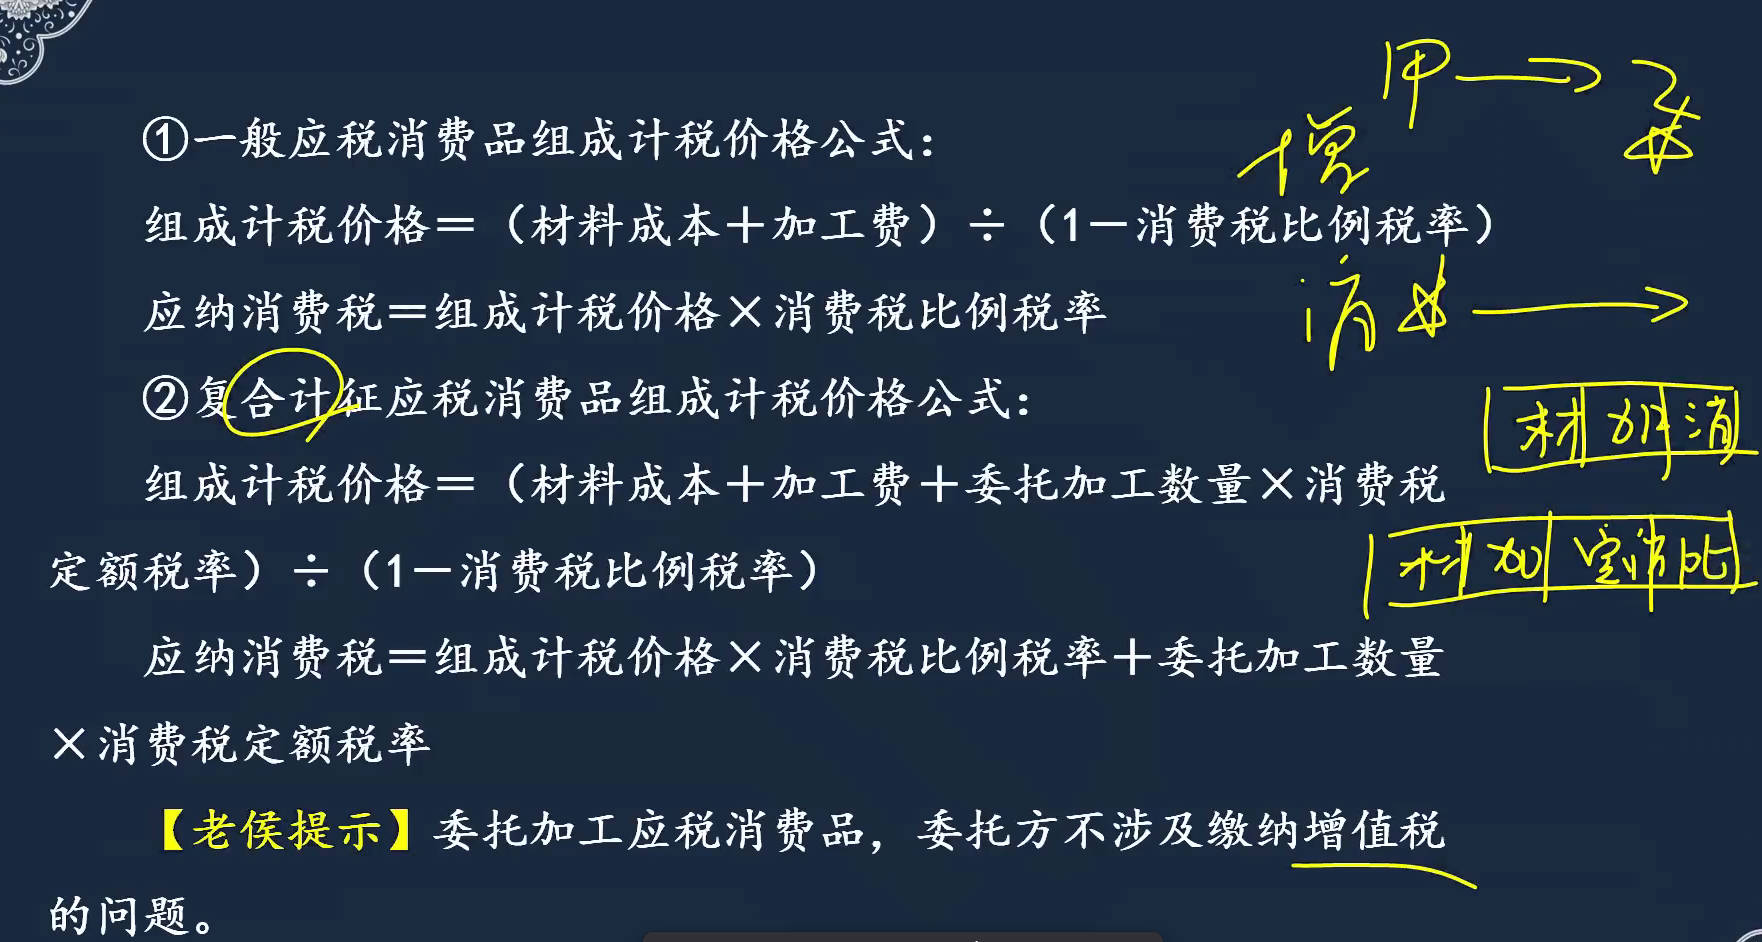 甲
增
①一般应税消费品组成计税价格公式：
组成计税价格＝（材料成本＋加工费）÷（1－消费税比例税率）
消
应纳消费税＝组成计税价格×消费税比例税率
②复合计征应税消费品组成计税价格公式：
材 加 消
组成计税价格＝（材料成本＋加工费＋委托加工数量×消费税
定额税率）÷（1－消费税比例税率）
材 加 定 消 比
应纳消费税＝组成计税价格×消费税比例税率＋委托加工数量
×消费税定额税率
【老侯提示】委托加工应税消费品，委托方不涉及缴纳增值税
的问题。